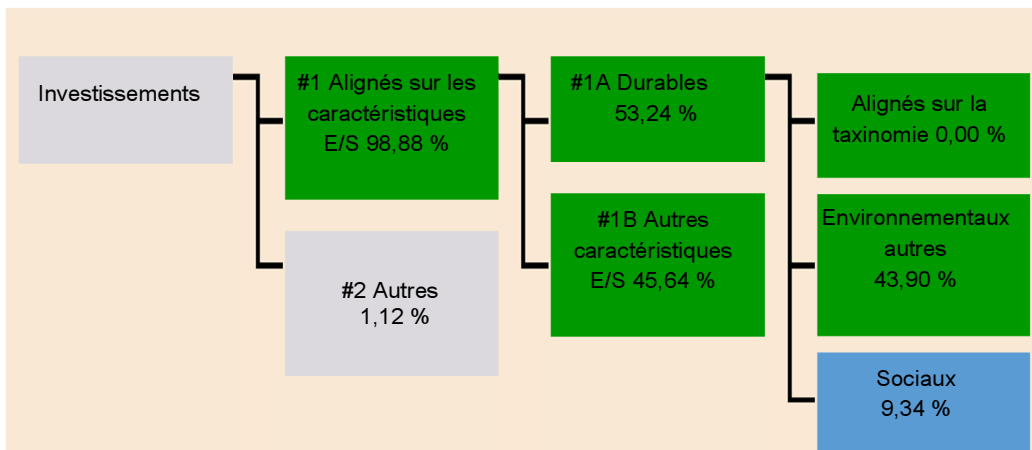 Investissements
#1 Alignés sur les
caractéristiques
E/S 98,88 %
#2 Autres
1,12 %
#1A Durables
53,24 %
#1B Autres
caractéristiques
E/S 45,64 %
Alignés sur la
taxinomie 0,00 %
Environnementaux
autres
43,90 %
Sociaux
9,34 %